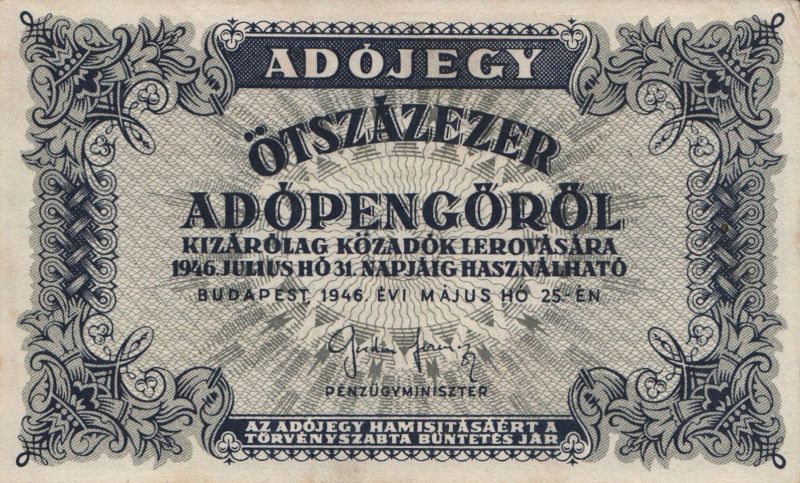 ADÓJEGY
ÖTSZÁZEZER
ADÓPENGŐRŐL
KIZÁRÓLAG KÖZADÓK LEROVÁSÁRA
1946. JULIUS HÓ 31. NAPJÁIG HASZNÁLHATÓ
BUDAPEST, 1946. ÉVI MÁJUS HÓ 25.-ÉN
PÉNZÜGYMINISZTER
AZ ADÓJEGY HAMISITÁSÁÉRT A
TÖRVÉNYSZABTA BÜNTETÉS JÁR